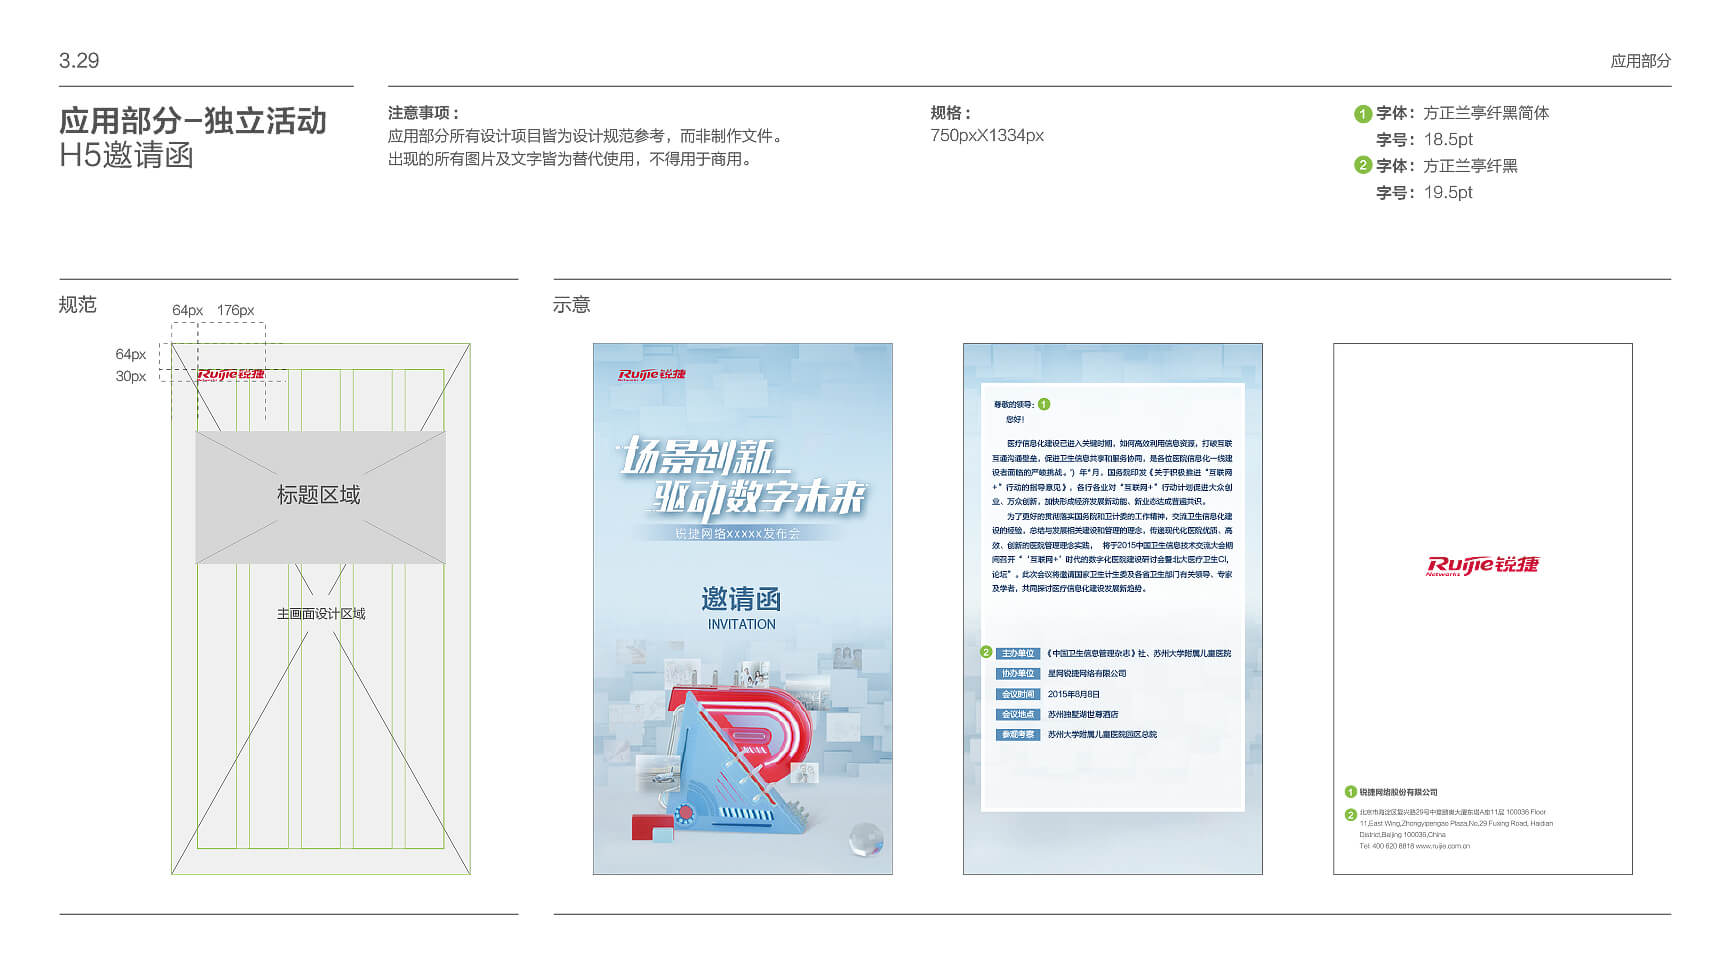 3.29
应用部分
应用部分-独立活动
H5邀请函
注意事项：
应用部分所有设计项目皆为设计规范参考，而非制作文件。
出现的所有图片及文字皆为替代使用，不得用于商用。
规格：
750pxX1334px
1 字体：方正兰亭纤黑简体
字号：18.5pt
2 字体：方正兰亭纤黑
字号：19.5pt
规范
64px 176px
64px
30px
Ruijie锐捷
Networks
标题区域
主画面设计区域
示意
Ruijie锐捷
Networks
场景创新_
驱动数字未来
锐捷网络xxxxx发布会
邀请函
INVITATION
尊敬的领导： 1
您好！
医疗信息化建设已进入关键时期，如何高效利用信息资源，打破互联
互通沟通壁垒，促进卫生信息共享和服务协同，是各位医院信息化一线建
设者面临的严峻挑战。') 年*月，国务院印发《关于积极推进“互联网
+”行动的指导意见》，各行各业对“互联网+”行动计划促进大众创
业、万众创新，加快形成经济发展新动能、新业态达成普遍共识。
为了更好的贯彻落实国务院和卫计委的工作精神，交流卫生信息化建
设的经验，总结与发展相关建设和管理的理念，传递现代化医院优质、高
效、创新的医院管理理念实践， 将于2015中国卫生信息技术交流大会期
间召开“‘互联网+’时代的数字化医院建设研讨会暨北大医疗卫生CI，
论坛”。此次会议将邀请国家卫生计生委及各省卫生部门有关领导、专家
及学者，共同探讨医疗信息化建设发展新趋势。
2 主办单位 《中国卫生信息管理杂志》社、苏州大学附属儿童医院
协办单位 星网锐捷网络有限公司
会议时间 2015年8月8日
会议地点 苏州独墅湖世尊酒店
参观考察 苏州大学附属儿童医院园区总院
Ruijie锐捷
Networks
1 锐捷网络股份有限公司
2 北京市海淀区复兴路29号中意鹏奥大厦东塔A座11层 100036 Floor
11,East Wing,Zhongyipengao Plaza,No.29 Fuxing Road, Haidian
District,Beijing 100036,China
Tel: 400 620 8818 www.ruijie.com.cn